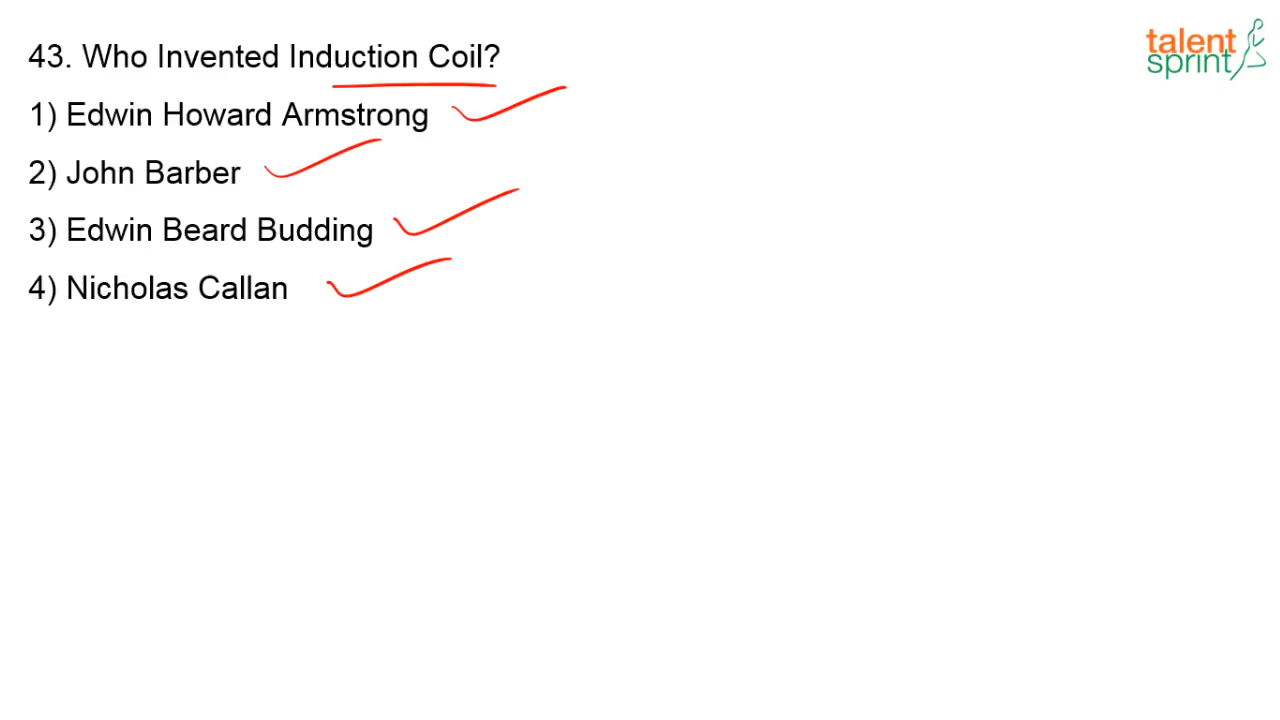 43. Who Invented Induction Coil?
1) Edwin Howard Armstrong
2) John Barber
3) Edwin Beard Budding
4) Nicholas Callan
talent
sprint